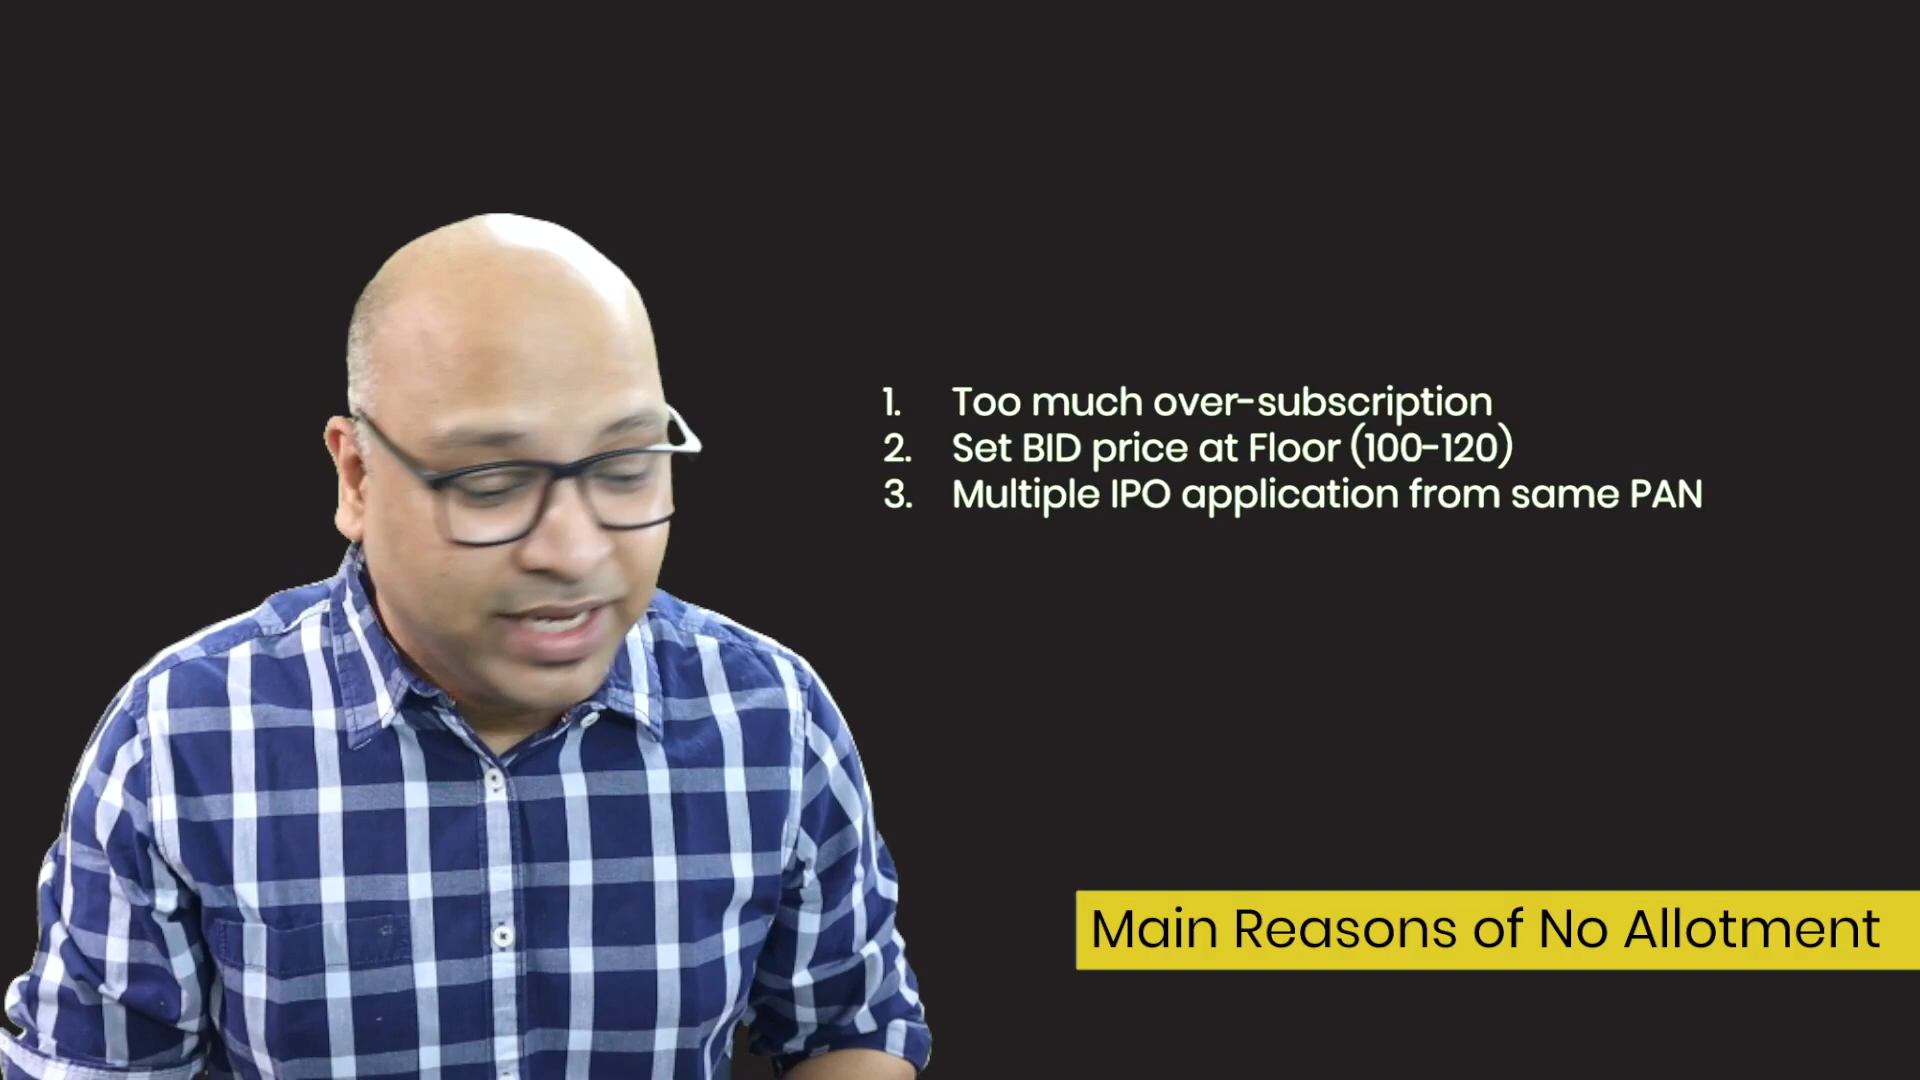 1. Too much over-subscription
2. Set BID price at Floor (100-120)
3. Multiple IPO application from same PAN
Main Reasons of No Allotment